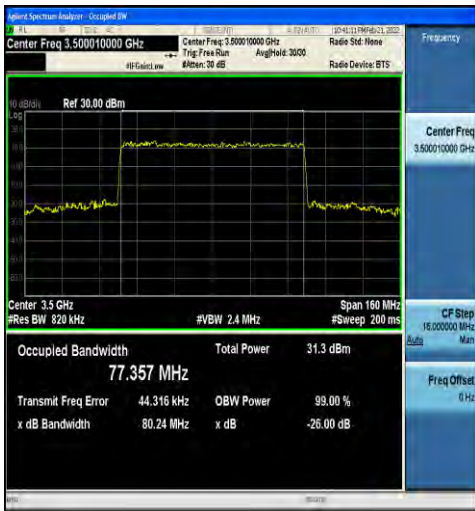 Agilent Spectrum Analyzer - Occupied BW
Center Freq 3.500010000 GHz
Center Freq: 3.500010000 GHz
Radio Std: None
Trig: Free Run
Avg|Hold: 30/30
#IFGain:Low
#Atten: 30 dB
Radio Device: BTS
10 dB/div
Ref 30.00 dBm
Log
Center 3.5 GHz
Span 160 MHz
#Res BW 820 kHz
#VBW 2.4 MHz
#Sweep 200 ms
Occupied Bandwidth
Total Power
31.3 dBm
77.357 MHz
Transmit Freq Error
44.316 kHz
OBW Power
99.00 %
x dB Bandwidth
80.24 MHz
x dB
-26.00 dB
Frequency
Center Freq
3.500010000 GHz
CF Step
16.000000 MHz
Auto
Man
Freq Offset
0 Hz